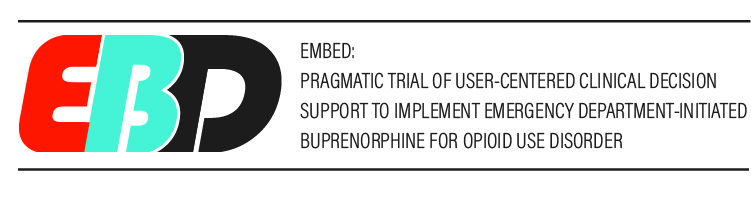 EBD
EMBED:
PRAGMATIC TRIAL OF USER-CENTERED CLINICAL DECISION
SUPPORT TO IMPLEMENT EMERGENCY DEPARTMENT-INITIATED
BUPRENORPHINE FOR OPIOID USE DISORDER